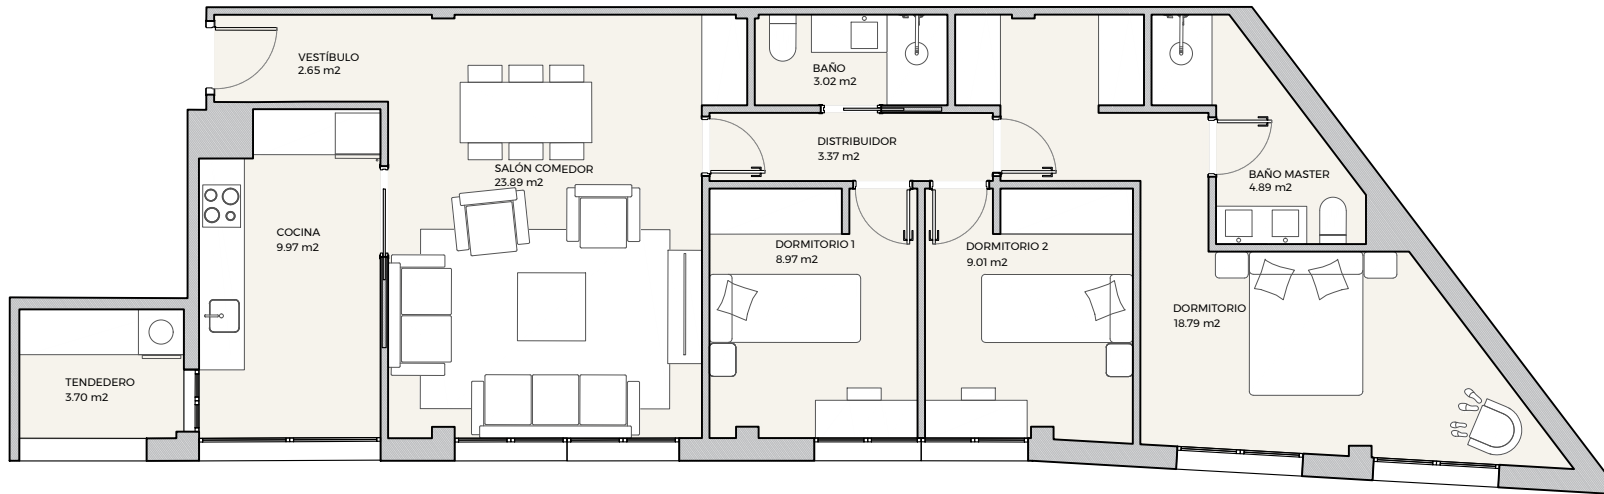 VESTÍBULO
2.65 m2
BAÑO
3.02 m2
DISTRIBUIDOR
3.37 m2
SALÓN COMEDOR
23.89 m2
BAÑO MASTER
4.89 m2
COCINA
9.97 m2
DORMITORIO 1
8.97 m2
DORMITORIO 2
9.01 m2
DORMITORIO
18.79 m2
TENDEDERO
3.70 m2